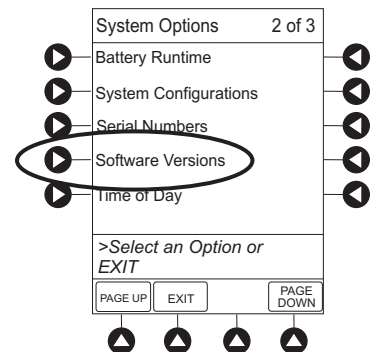 System Options 2 of 3
Battery Runtime
System Configurations
Serial Numbers
Software Versions
Time of Day
>Select an Option or
EXIT
PAGE UP EXIT PAGE
DOWN